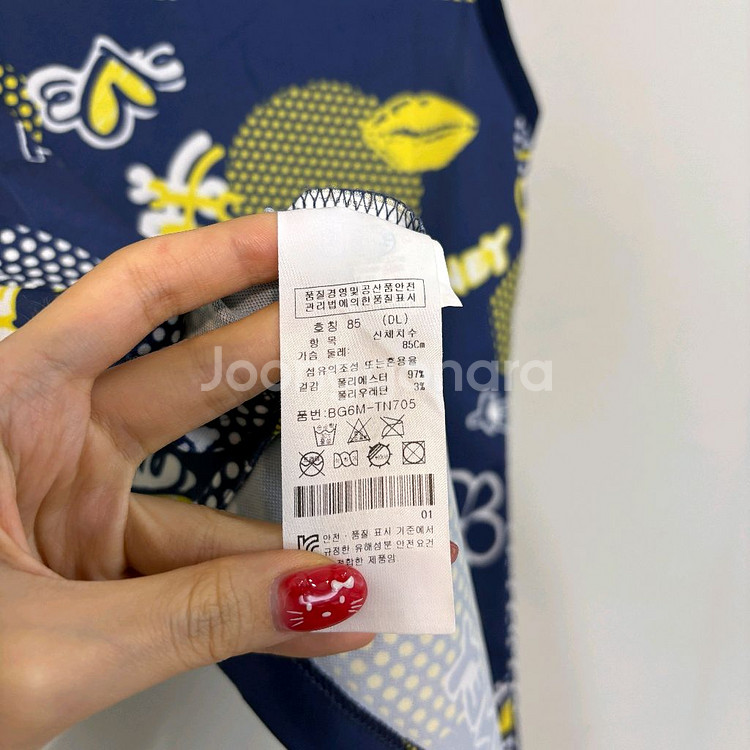 품질경영및공산품안전
관리법에의한품질표시
호칭 85 (DL)
항 목 신체치수
가슴 둘레: 85Cm
섬유의조성 또는혼용율
겉감 폴리에스터 97%
폴리우레탄 3%
품번:BG6M-TN705
01
안전 · 품질 표시 기준에서
규정한 유해성분 안전요건
적합한 제품임